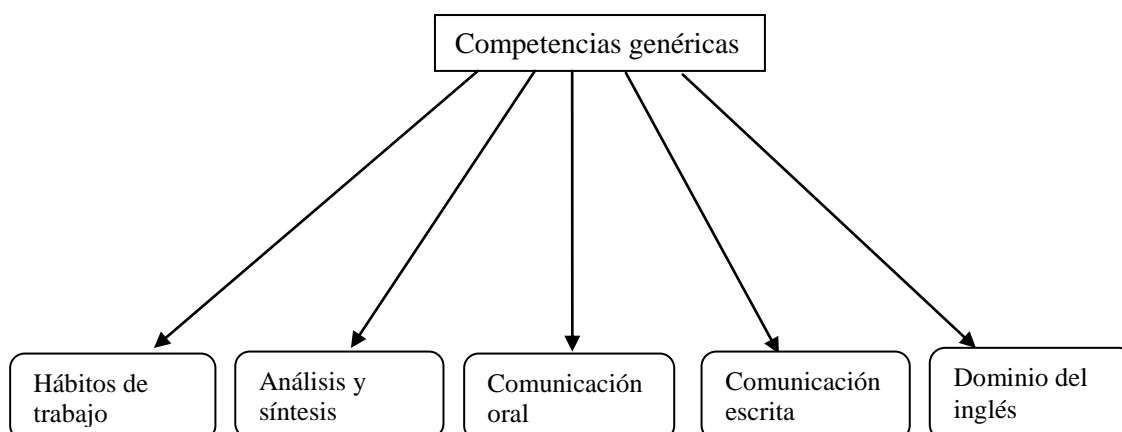 Competencias genéricas
Hábitos de
trabajo
Análisis y
síntesis
Comunicación
oral
Comunicación
escrita
Dominio del
inglés